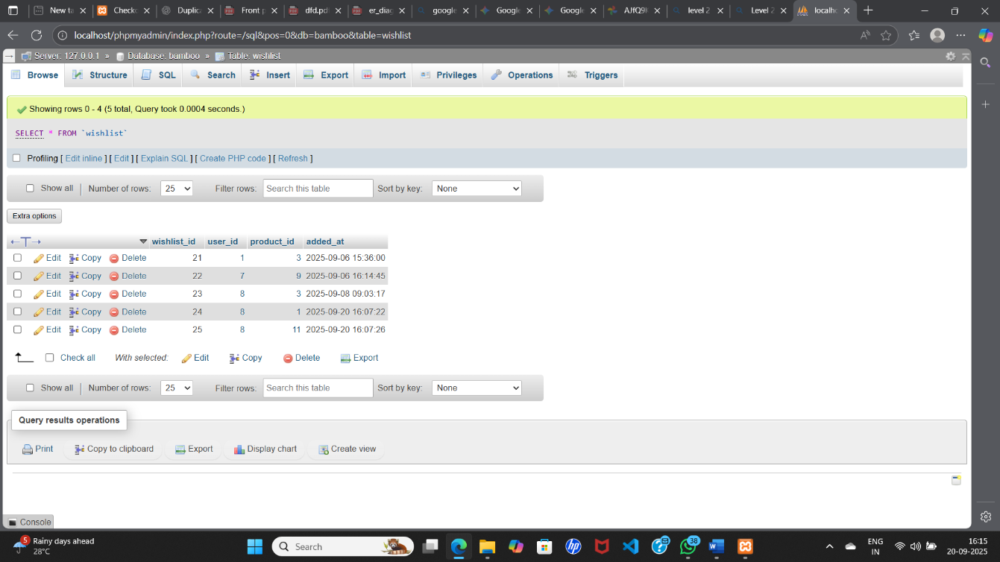 New ta
Checko
Duplica
Front p
dfd.pdf
er_diag
google
Google
Google
AJfQ9K
level 2
Level 2
localho
localhost/phpmyadmin/index.php?route=/sql&pos=0&db=bamboo&table=wishlist
Server: 127.0.0.1 » Database: bamboo » Table: wishlist
Browse Structure SQL Search Insert Export Import Privileges Operations Triggers
Showing rows 0 - 4 (5 total, Query took 0.0004 seconds.)
SELECT * FROM `wishlist`
Profiling [ Edit inline ] [ Edit ] [ Explain SQL ] [ Create PHP code ] [ Refresh ]
Show all | Number of rows: 25 Filter rows: Search this table Sort by key: None
Extra options
wishlist_id user_id product_id added_at
Edit Copy Delete 21 1 3 2025-09-06 15:36:00
Edit Copy Delete 22 7 9 2025-09-06 16:14:45
Edit Copy Delete 23 8 3 2025-09-08 09:03:17
Edit Copy Delete 24 8 1 2025-09-20 16:07:22
Edit Copy Delete 25 8 11 2025-09-20 16:07:26
Check all With selected: Edit Copy Delete Export
Show all | Number of rows: 25 Filter rows: Search this table Sort by key: None
Query results operations
Print Copy to clipboard Export Display chart Create view
Console
5
Rainy days ahead
28°C
Search
38
ENG
IN
16:15
20-09-2025